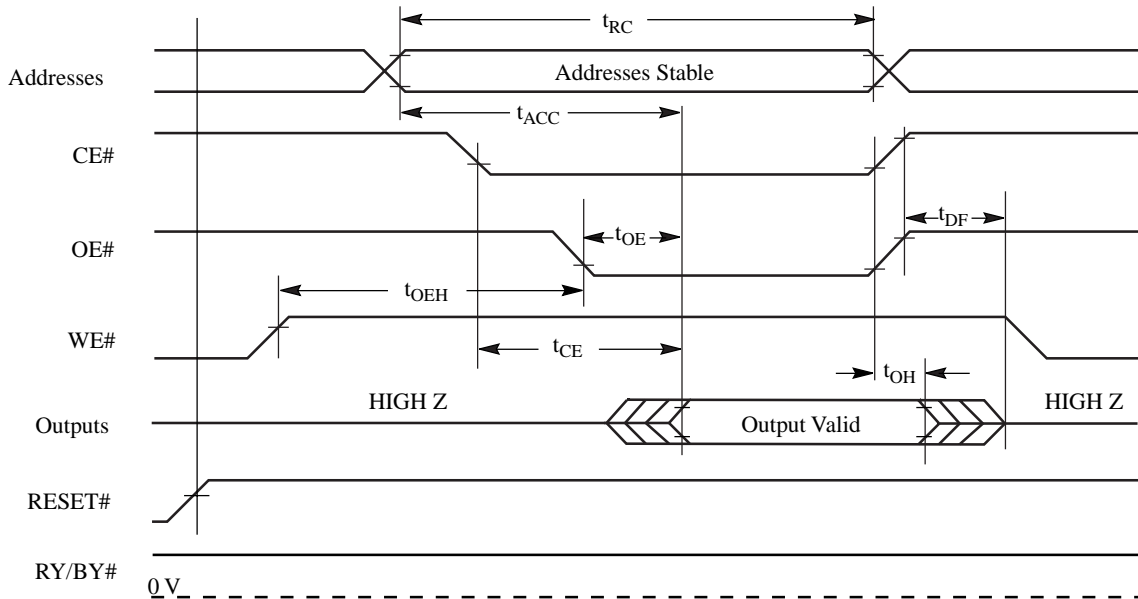 tRC
Addresses
Addresses Stable
tACC
CE#
tDF
OE#
tOE
tOEH
WE#
tCE
tOH
HIGH Z
HIGH Z
Outputs
Output Valid
RESET#
RY/BY#
0 V